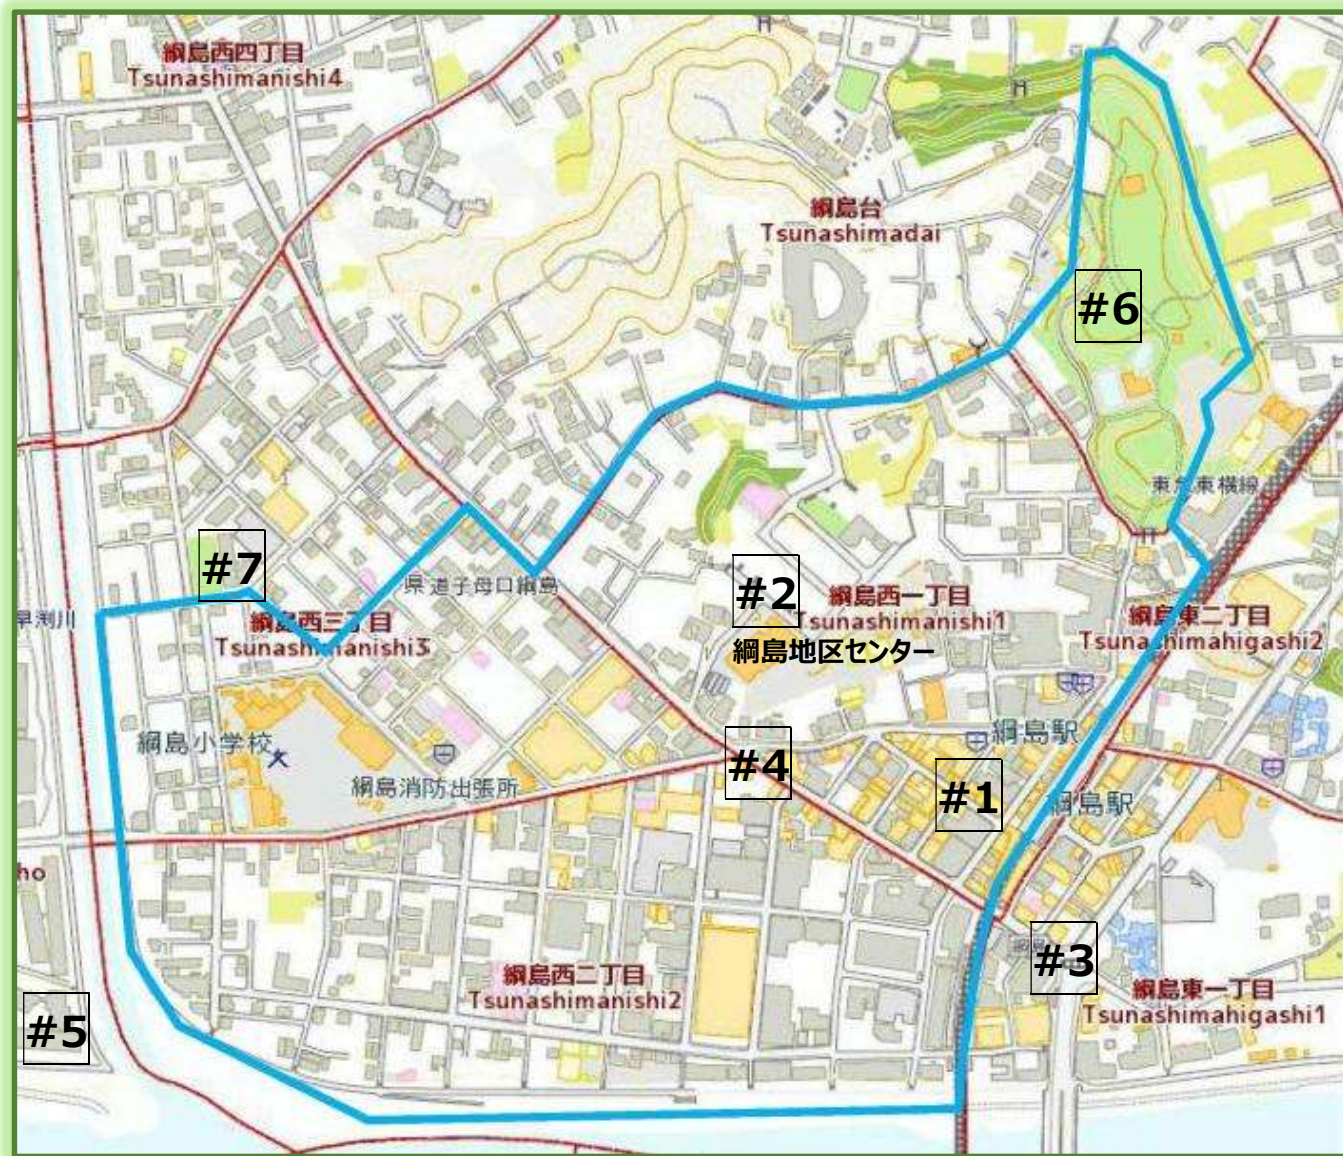 綱島西四丁目
Tsunashimanishi4
綱島台
Tsunashimadai
#6
東急東横線
#7
県道子母口綱島
早渕川
綱島西三丁目
Tsunashimanishi3
#2
綱島西一丁目
Tsunashimanishi1
綱島地区センター
綱島東二丁目
Tsunashimahigashi2
綱島小学校
綱島消防出張所
#4
綱島駅
#1
綱島駅
ho
綱島西二丁目
Tsunashimanishi2
#3
綱島東一丁目
Tsunashimahigashi1
#5